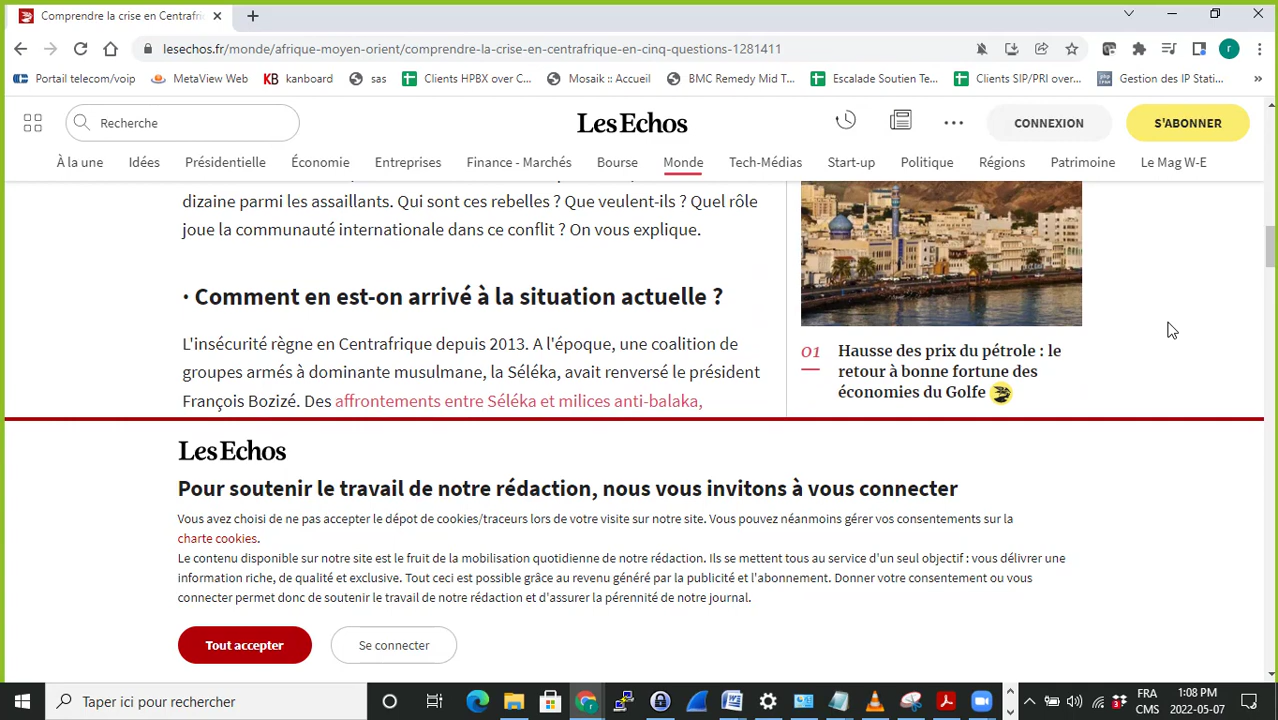 Comprendre la crise en Centrafri
lesechos.fr/monde/afrique-moyen-orient/comprendre-la-crise-en-centrafrique-en-cinq-questions-1281411
r
Portail telecom/voip
MetaView Web
KB kanboard
sas
Clients HPBX over C...
Mosaik :: Accueil
BMC Remedy Mid T...
Escalade Soutien Te...
Clients SIP/PRI over...
Gestion des IP Stati...
»
Recherche
Les Echos
CONNEXION
S'ABONNER
À la une
Idées
Présidentielle
Économie
Entreprises
Finance - Marchés
Bourse
Monde
Tech-Médias
Start-up
Politique
Régions
Patrimoine
Le Mag W-E
dizaine parmi les assaillants. Qui sont ces rebelles ? Que veulent-ils ? Quel rôle
joue la communauté internationale dans ce conflit ? On vous explique.
· Comment en est-on arrivé à la situation actuelle ?
L'insécurité règne en Centrafrique depuis 2013. A l'époque, une coalition de
groupes armés à dominante musulmane, la Séléka, avait renversé le président
François Bozizé. Des affrontements entre Séléka et milices anti-balaka,
01
Hausse des prix du pétrole : le
retour à bonne fortune des
économies du Golfe
Les Echos
Pour soutenir le travail de notre rédaction, nous vous invitons à vous connecter
Vous avez choisi de ne pas accepter le dépot de cookies/traceurs lors de votre visite sur notre site. Vous pouvez néanmoins gérer vos consentements sur la
charte cookies.
Le contenu disponible sur notre site est le fruit de la mobilisation quotidienne de notre rédaction. Ils se mettent tous au service d'un seul objectif : vous délivrer une
information riche, de qualité et exclusive. Tout ceci est possible grâce au revenu généré par la publicité et l'abonnement. Donner votre consentement ou vous
connecter permet donc de soutenir le travail de notre rédaction et d'assurer la pérennité de notre journal.
Tout accepter
Se connecter
Taper ici pour rechercher
FRA
CMS
1:08 PM
2022-05-07